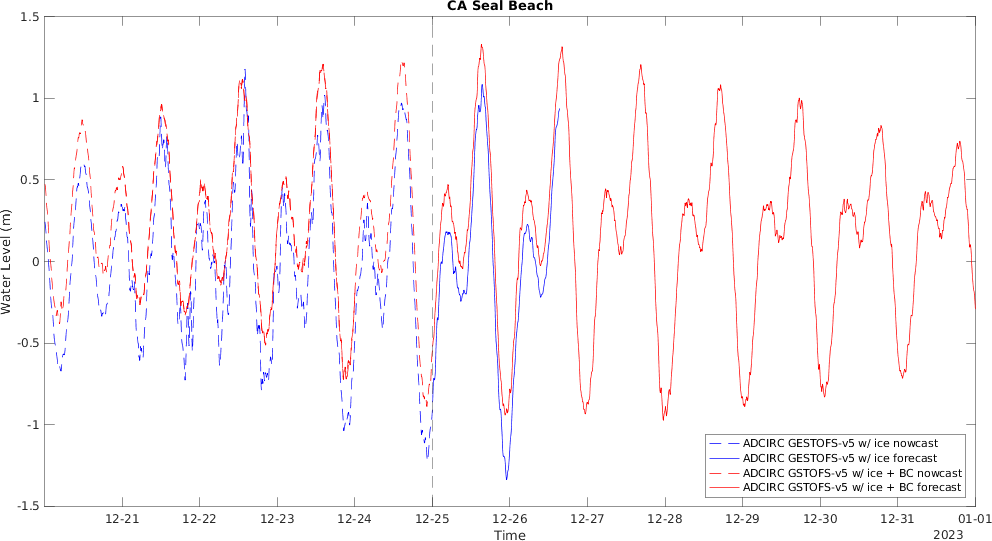 CA Seal Beach
Water Level (m)
1.5
1
0.5
0
-0.5
-1
-1.5
ADCIRC GESTOFS-v5 w/ ice nowcast
ADCIRC GESTOFS-v5 w/ ice forecast
ADCIRC GSTOFS-v5 w/ ice + BC nowcast
ADCIRC GSTOFS-v5 w/ ice + BC forecast
12-21 12-22 12-23 12-24 12-25 12-26 12-27 12-28 12-29 12-30 12-31 01-01
Time
2023